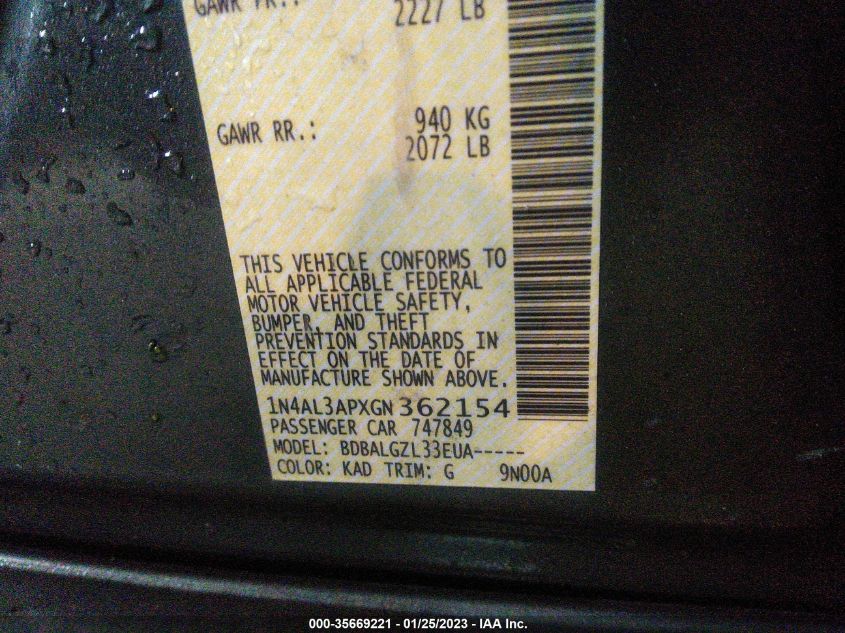 GAWR FR.: 2227 LB
GAWR RR.: 940 KG
2072 LB
THIS VEHICLE CONFORMS TO
ALL APPLICABLE FEDERAL
MOTOR VEHICLE SAFETY,
BUMPER, AND THEFT
PREVENTION STANDARDS IN
EFFECT ON THE DATE OF
MANUFACTURE SHOWN ABOVE.
1N4AL3APXGN362154
PASSENGER CAR 747849
MODEL: BDBALGZL33EUA-----
COLOR: KAD TRIM: G 9N00A
000-35669221 - 01/25/2023 - IAA Inc.